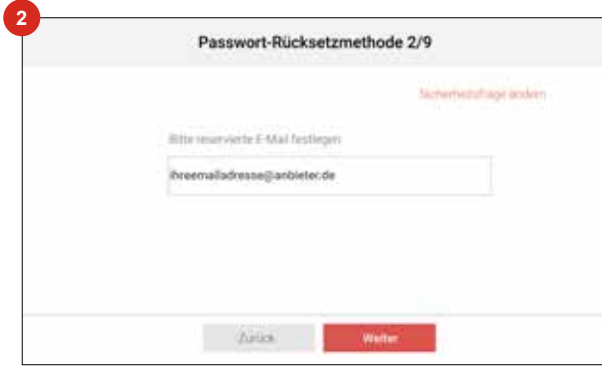 2
Passwort-Rücksetzmethode 2/9
Sicherheitsfrage ändern
Bitte reservierte E-Mail festlegen
ihreemailadresse@anbieter.de
Zurück
Weiter